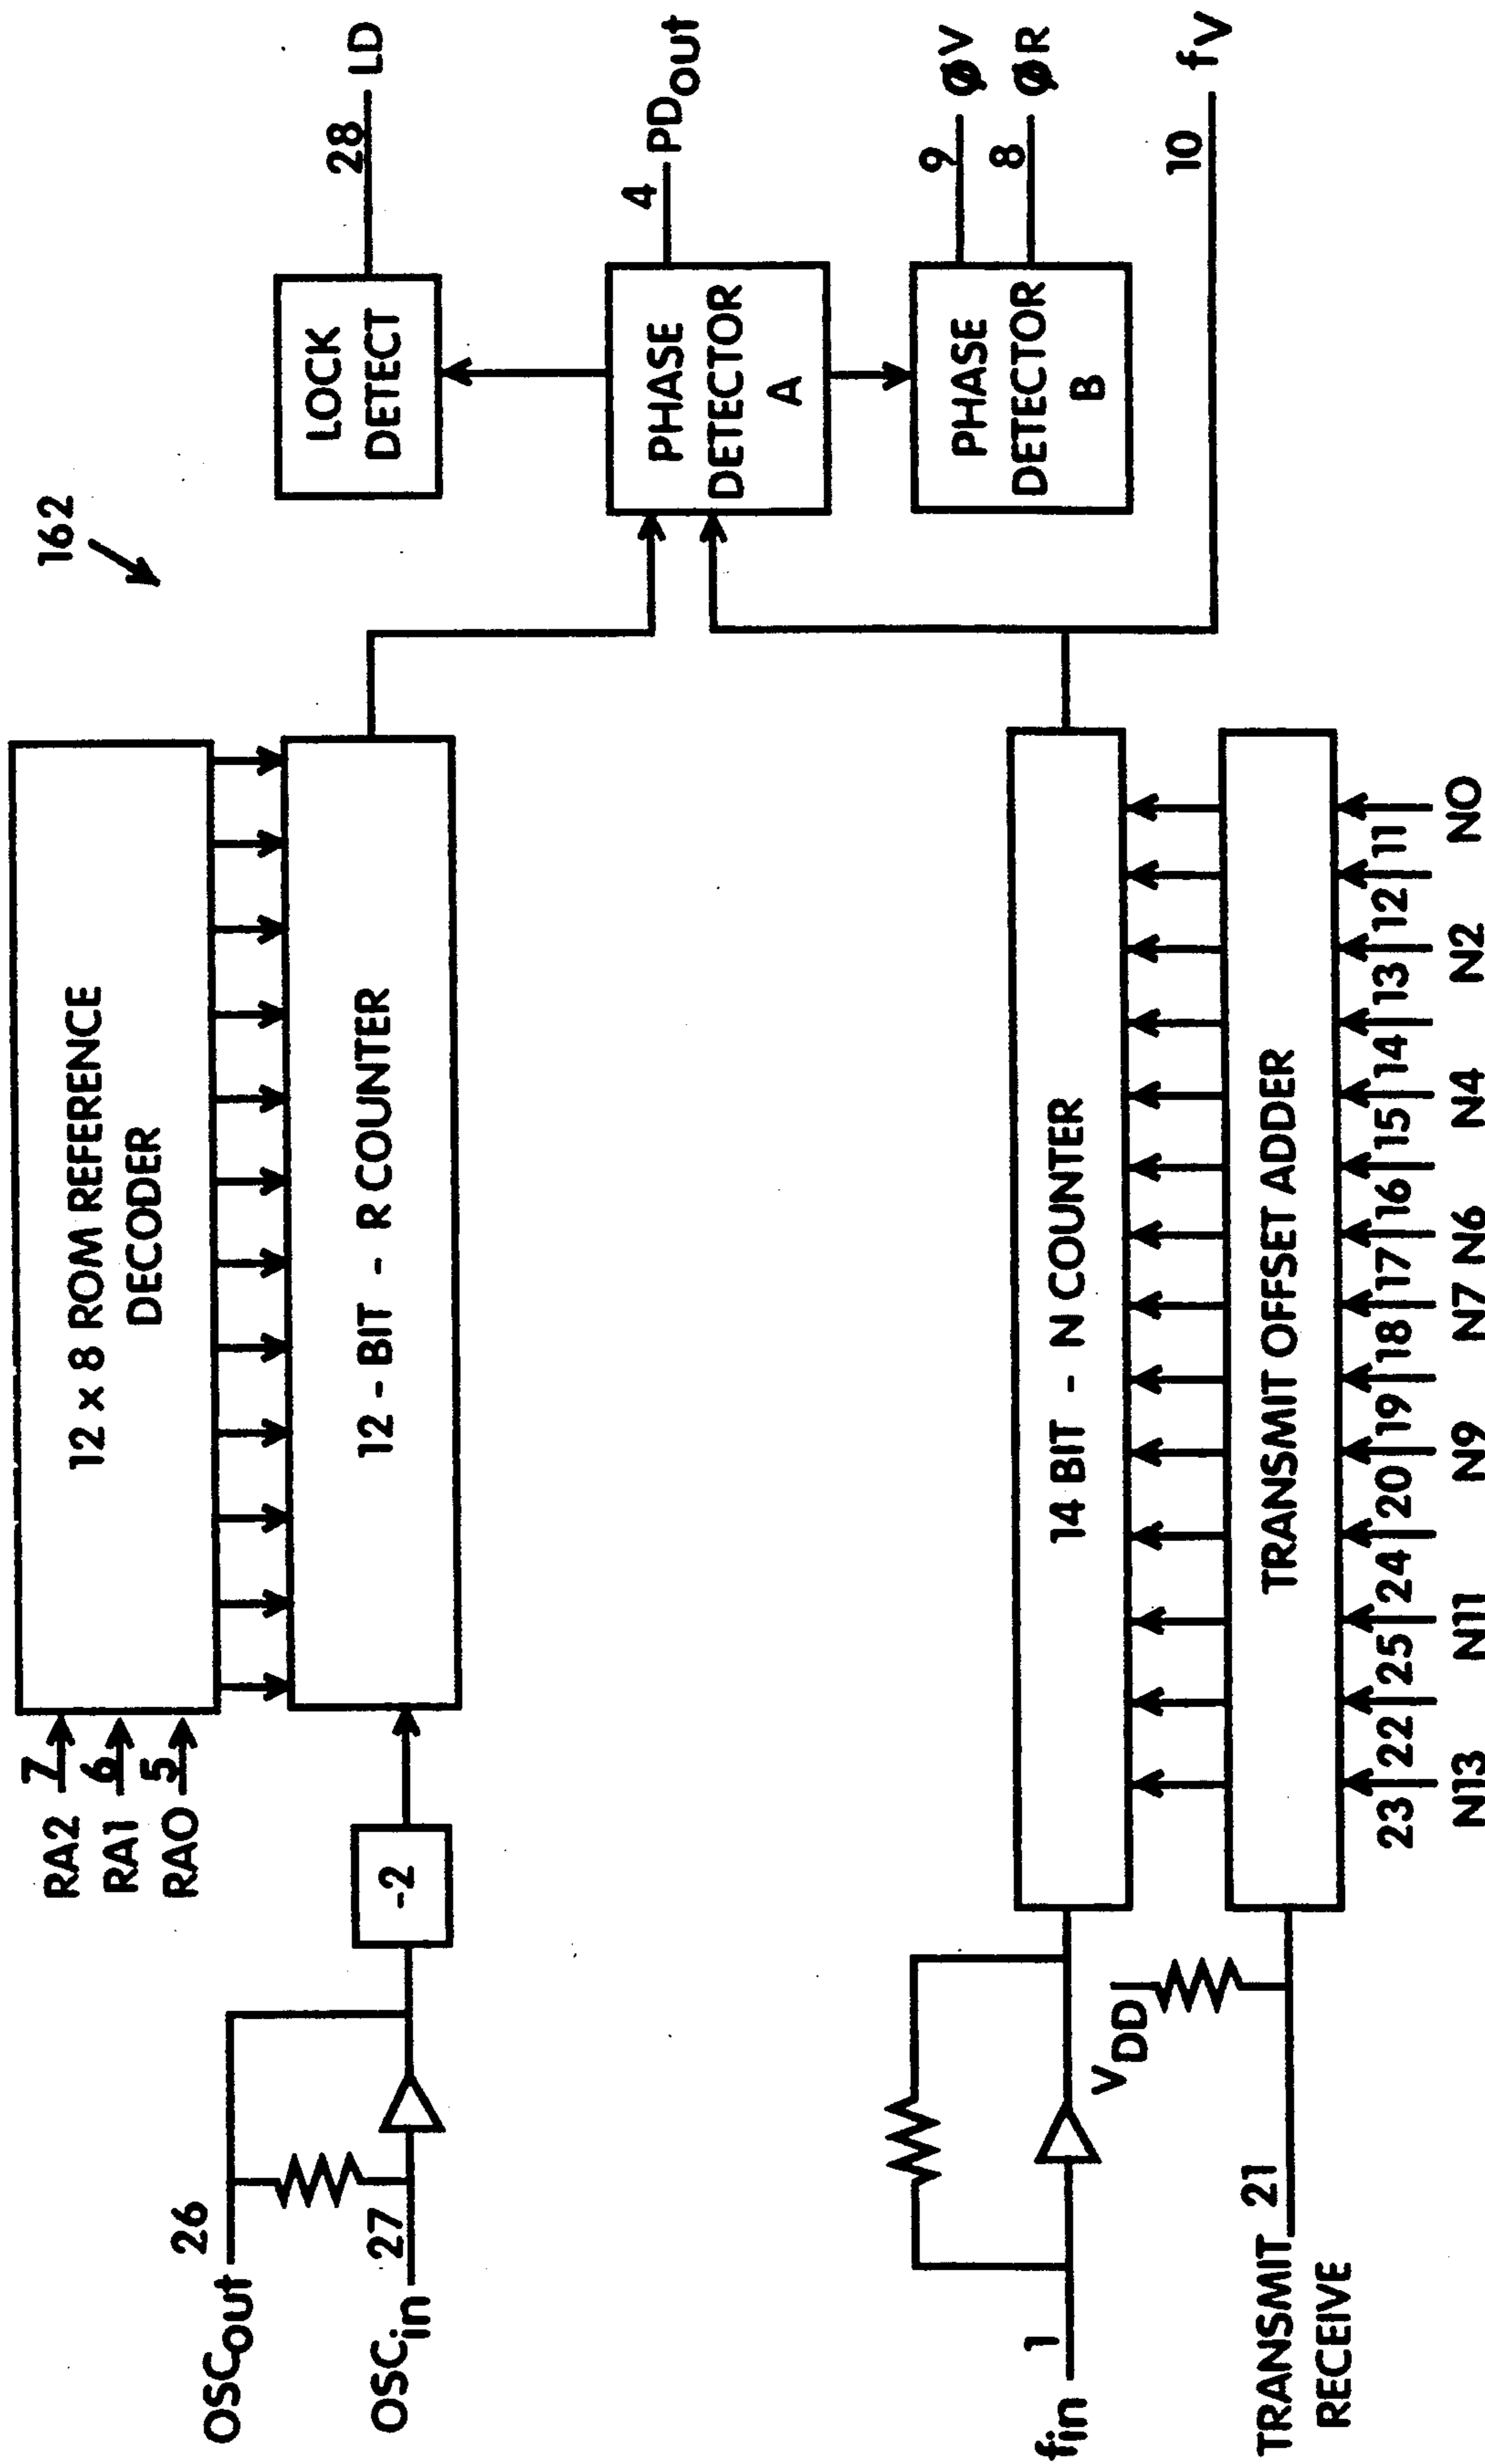 162
RA2 7
RA1 6
RA0 5
12 x 8 ROM REFERENCE
DECODER
OSCout 26
OSCin 27
-2
12 - BIT - R COUNTER
LOCK
DETECT
28 LD
PHASE
DETECTOR
A
4 PDout
PHASE
DETECTOR
B
9 ØV
8 ØR
10 fV
fin 1
14 BIT - N COUNTER
VDD
TRANSMIT 21
RECEIVE
TRANSMIT OFFSET ADDER
23 22 25 24 20 19 18 17 16 15 14 13 12 11
N13 N11 N9 N7 N6 N4 N2 N0